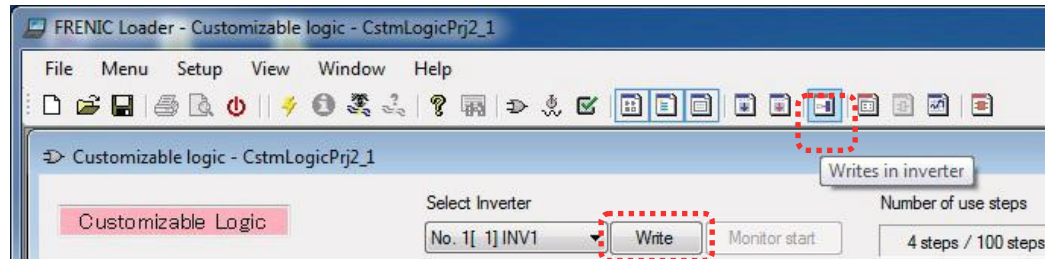 FRENIC Loader - Customizable logic - CstmLogicPrj2_1
File Menu Setup View Window Help
Customizable logic - CstmLogicPrj2_1
Writes in inverter
Customizable Logic
Select Inverter
Number of use steps
No. 1[ 1] INV1
Write
Monitor start
4 steps / 100 steps